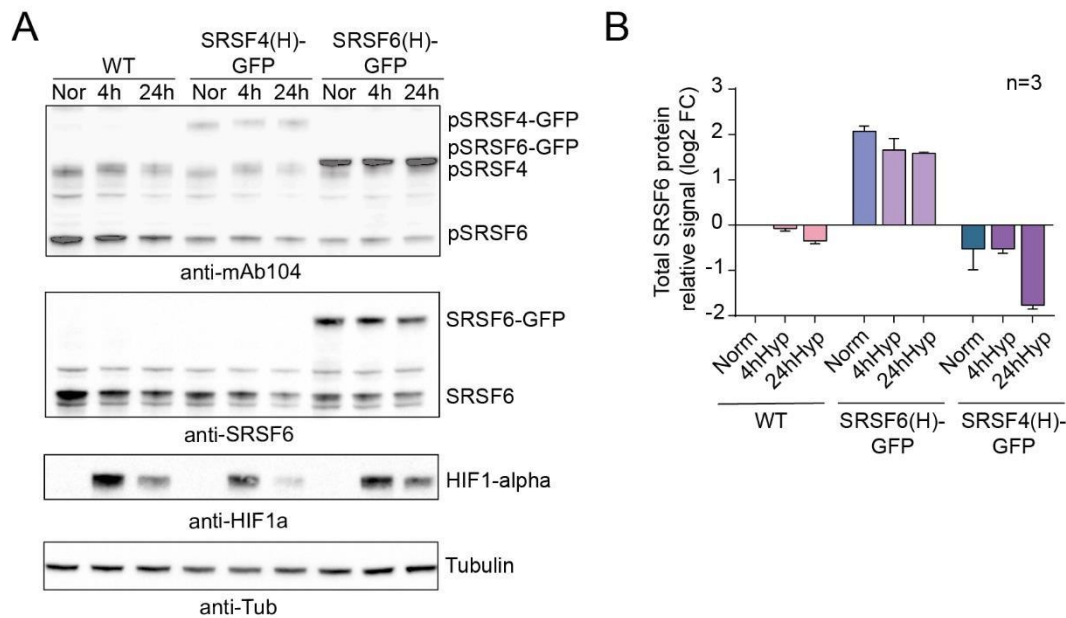 A
WT
SRSF4(H)-
GFP
SRSF6(H)-
GFP
Nor 4h 24h Nor 4h 24h Nor 4h 24h
pSRSF4-GFP
pSRSF6-GFP
pSRSF4
pSRSF6
anti-mAb104
SRSF6-GFP
SRSF6
anti-SRSF6
HIF1-alpha
anti-HIF1a
Tubulin
anti-Tub
B
n=3
Total SRSF6 protein
relative signal (log2 FC)
3
2
1
0
-1
-2
Norm 4hHyp 24hHyp Norm 4hHyp 24hHyp Norm 4hHyp 24hHyp
WT
SRSF6(H)-
GFP
SRSF4(H)-
GFP